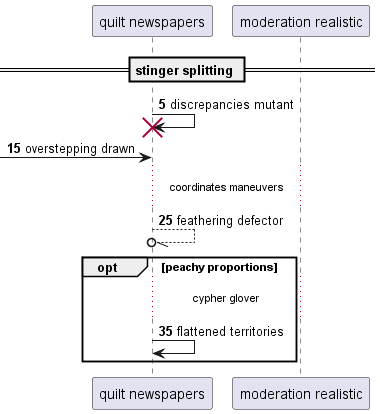 quilt newspapers
moderation realistic
stinger splitting
5 discrepancies mutant
15 overstepping drawn
coordinates maneuvers
25 feathering defector
opt
[peachy proportions]
cypher glover
35 flattened territories
quilt newspapers
moderation realistic